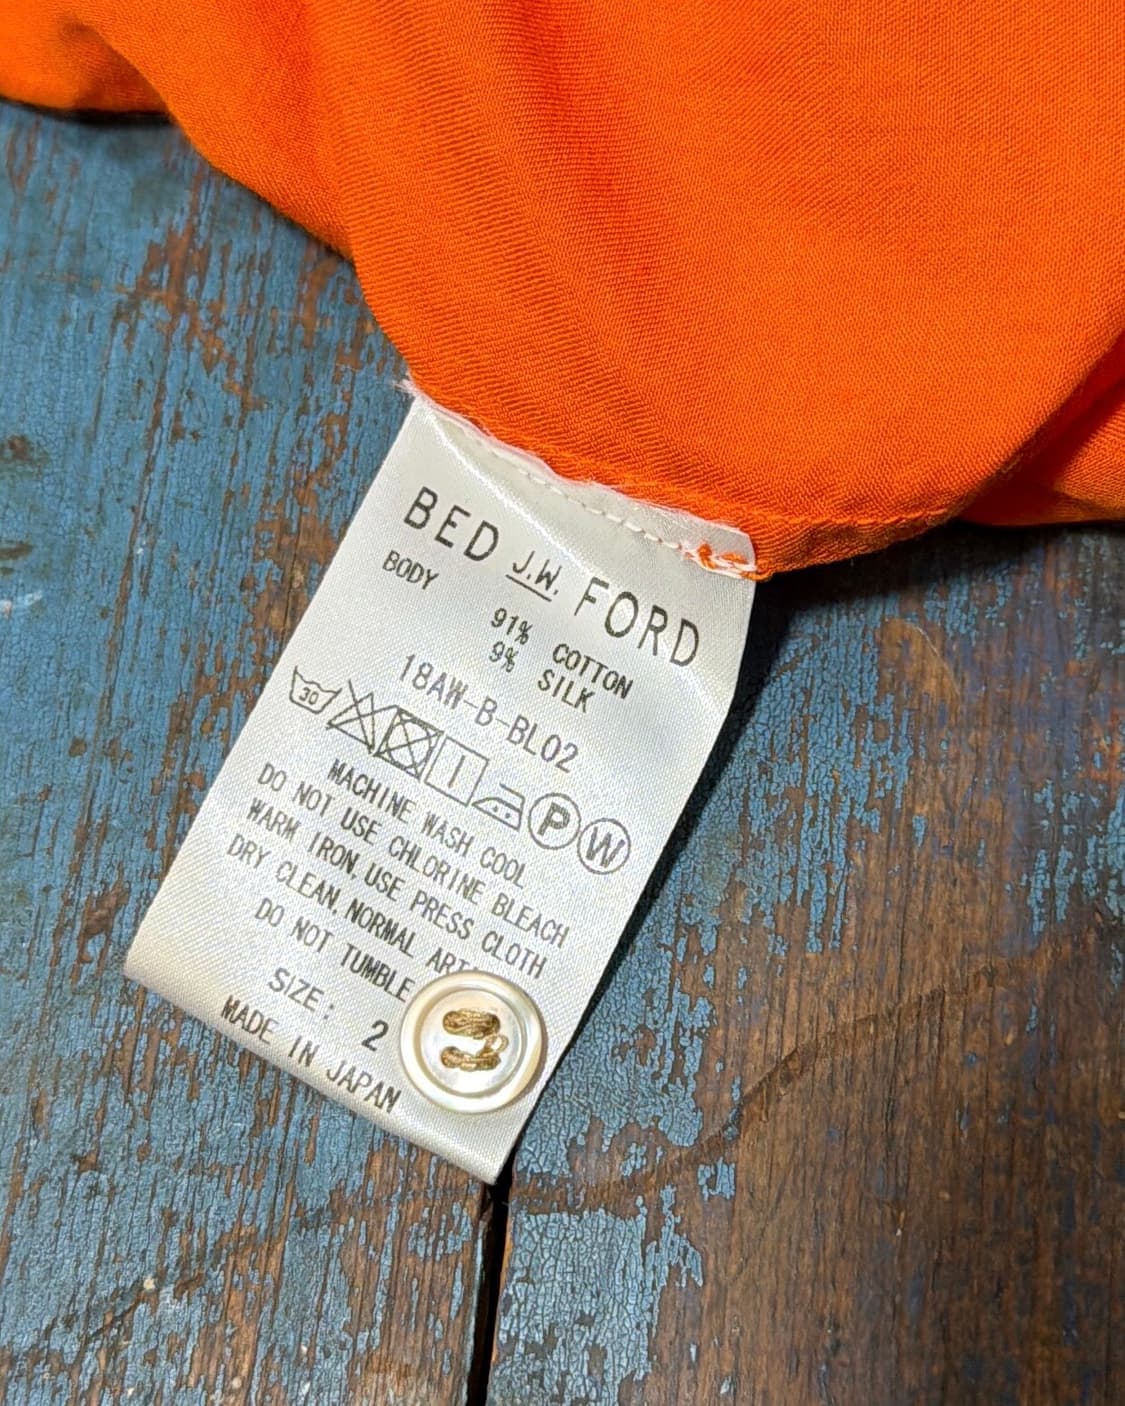 BED J.W. FORD
BODY
91% COTTON
9% SILK
18AW-B-BL02
30 P W
MACHINE WASH COOL
DO NOT USE CHLORINE BLEACH
WARM IRON, USE PRESS CLOTH
DRY CLEAN, NORMAL
DO NOT TUMBLE
SIZE: 2
MADE IN JAPAN